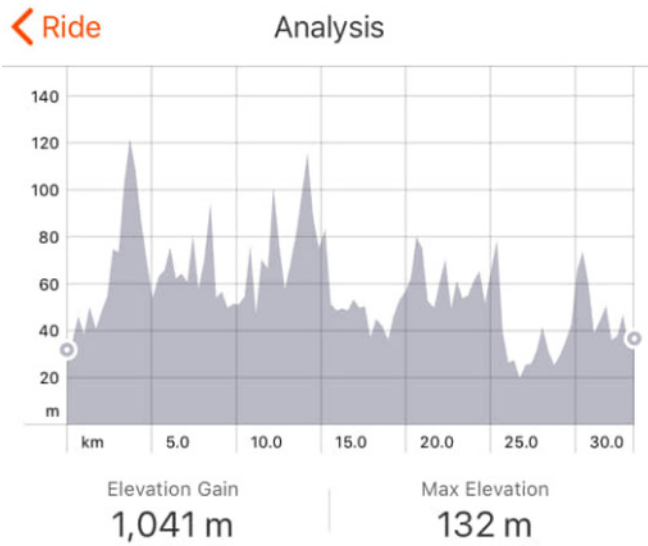 Ride Analysis
140
120
100
80
60
40
20
m
km 5.0 10.0 15.0 20.0 25.0 30.0
Elevation Gain Max Elevation
1,041 m 132 m